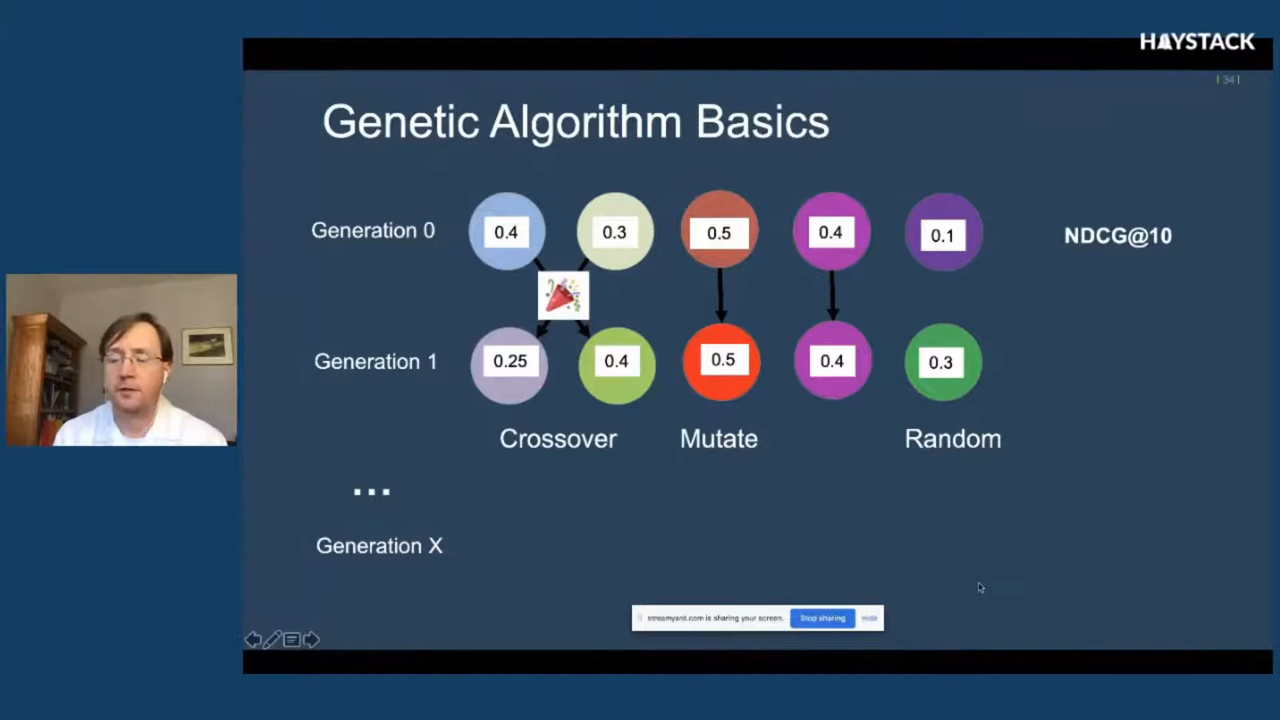 HAYSTACK
| 34 |
Genetic Algorithm Basics
Generation 0
0.4
0.3
0.5
0.4
0.1
NDCG@10
Generation 1
0.25
0.4
0.5
0.4
0.3
Crossover
Mutate
Random
...
Generation X
streamyard.com is sharing your screen.
Stop sharing
Hide